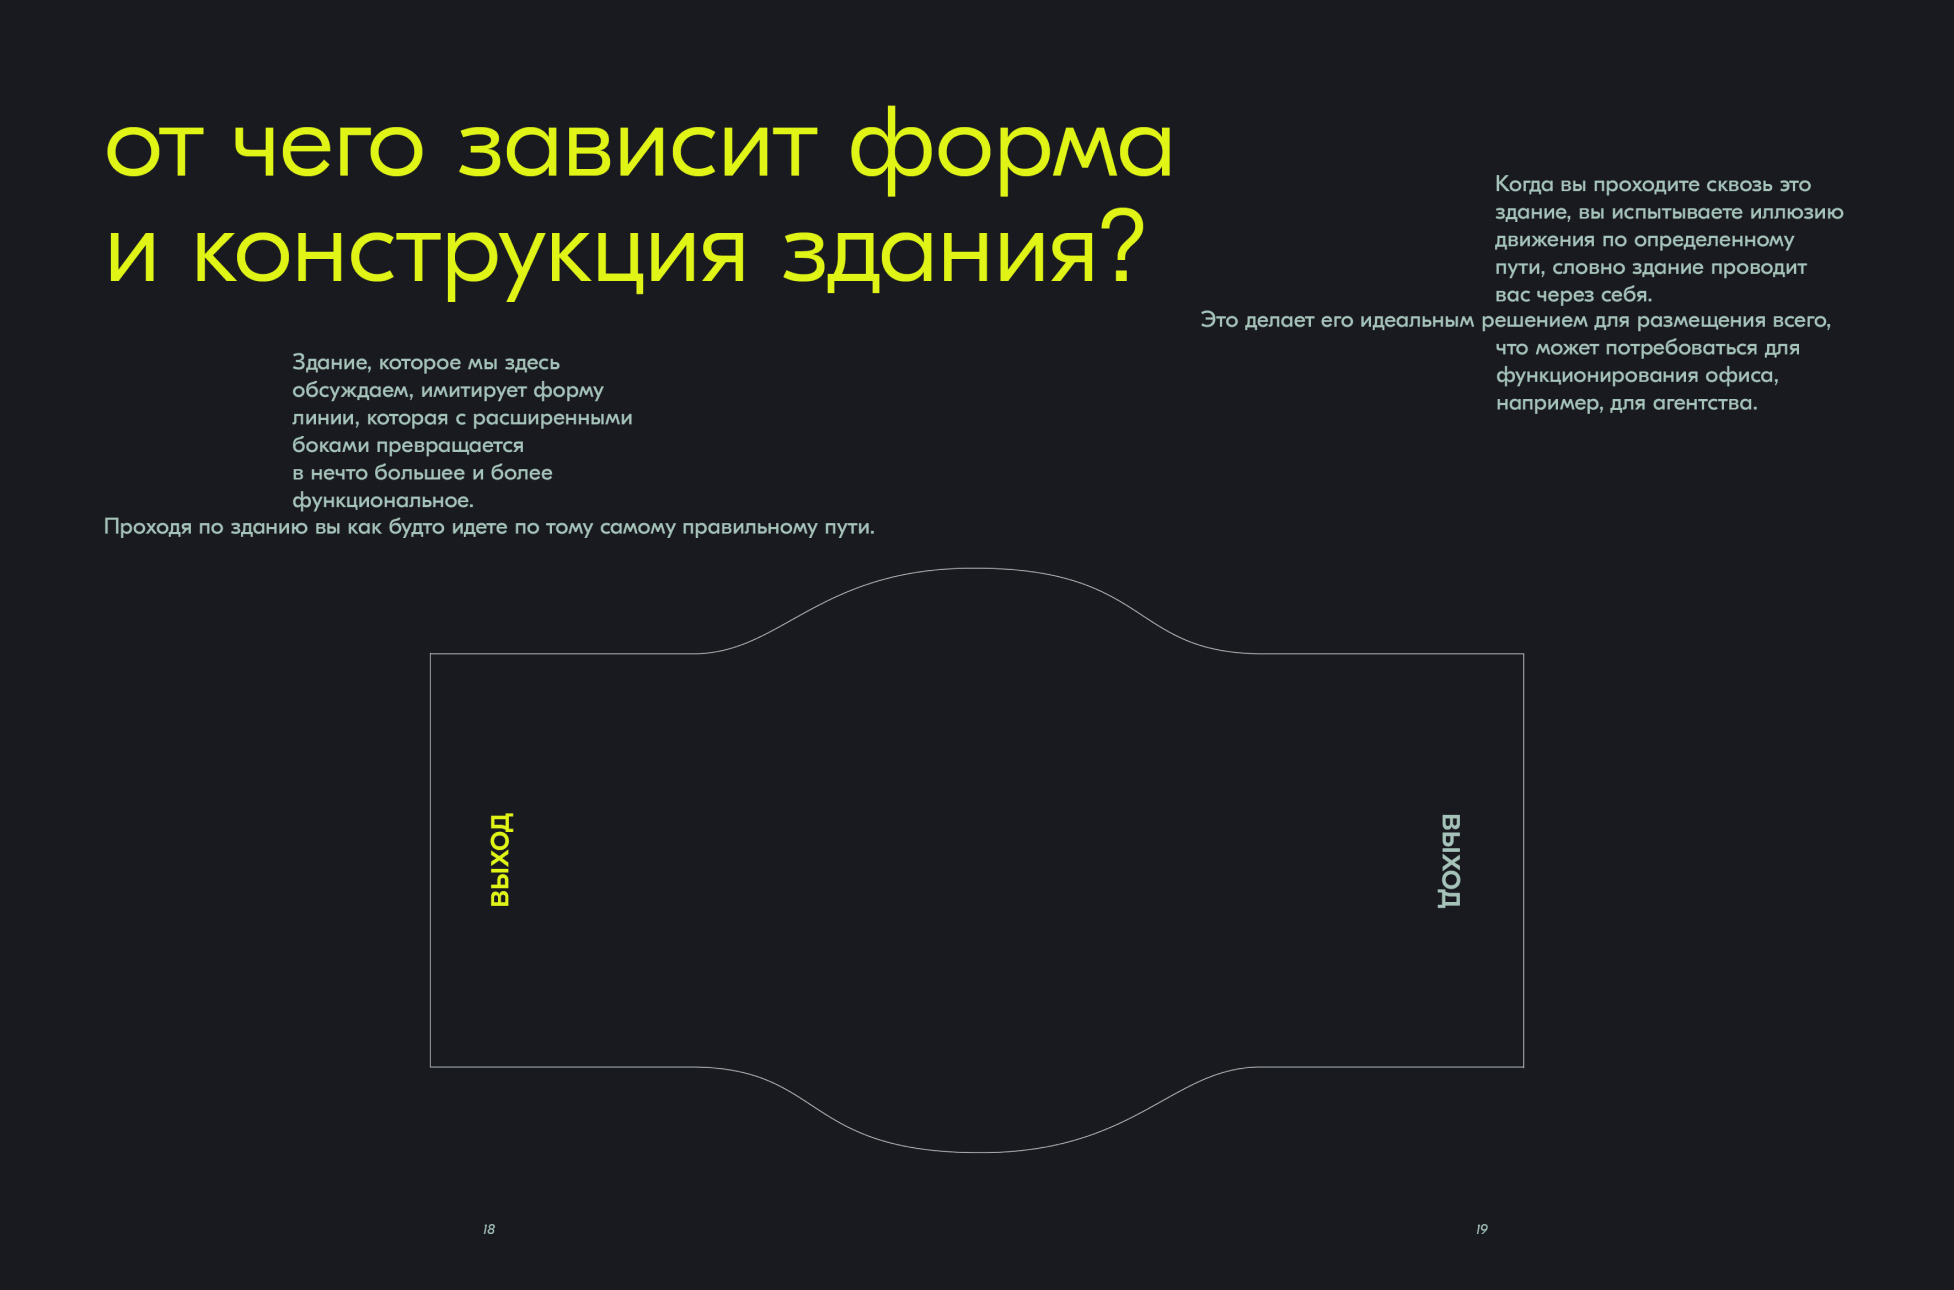 от чего зависит форма
и конструкция здания?
Здание, которое мы здесь
обсуждаем, имитирует форму
линии, которая с расширенными
боками превращается
в нечто большее и более
функциональное.
Проходя по зданию вы как будто идете по тому самому правильному пути.
Когда вы проходите сквозь это
здание, вы испытываете иллюзию
движения по определенному
пути, словно здание проводит
вас через себя.
Это делает его идеальным решением для размещения всего,
что может потребоваться для
функционирования офиса,
например, для агентства.
ВЫХОД
ВЫХОД
18
19